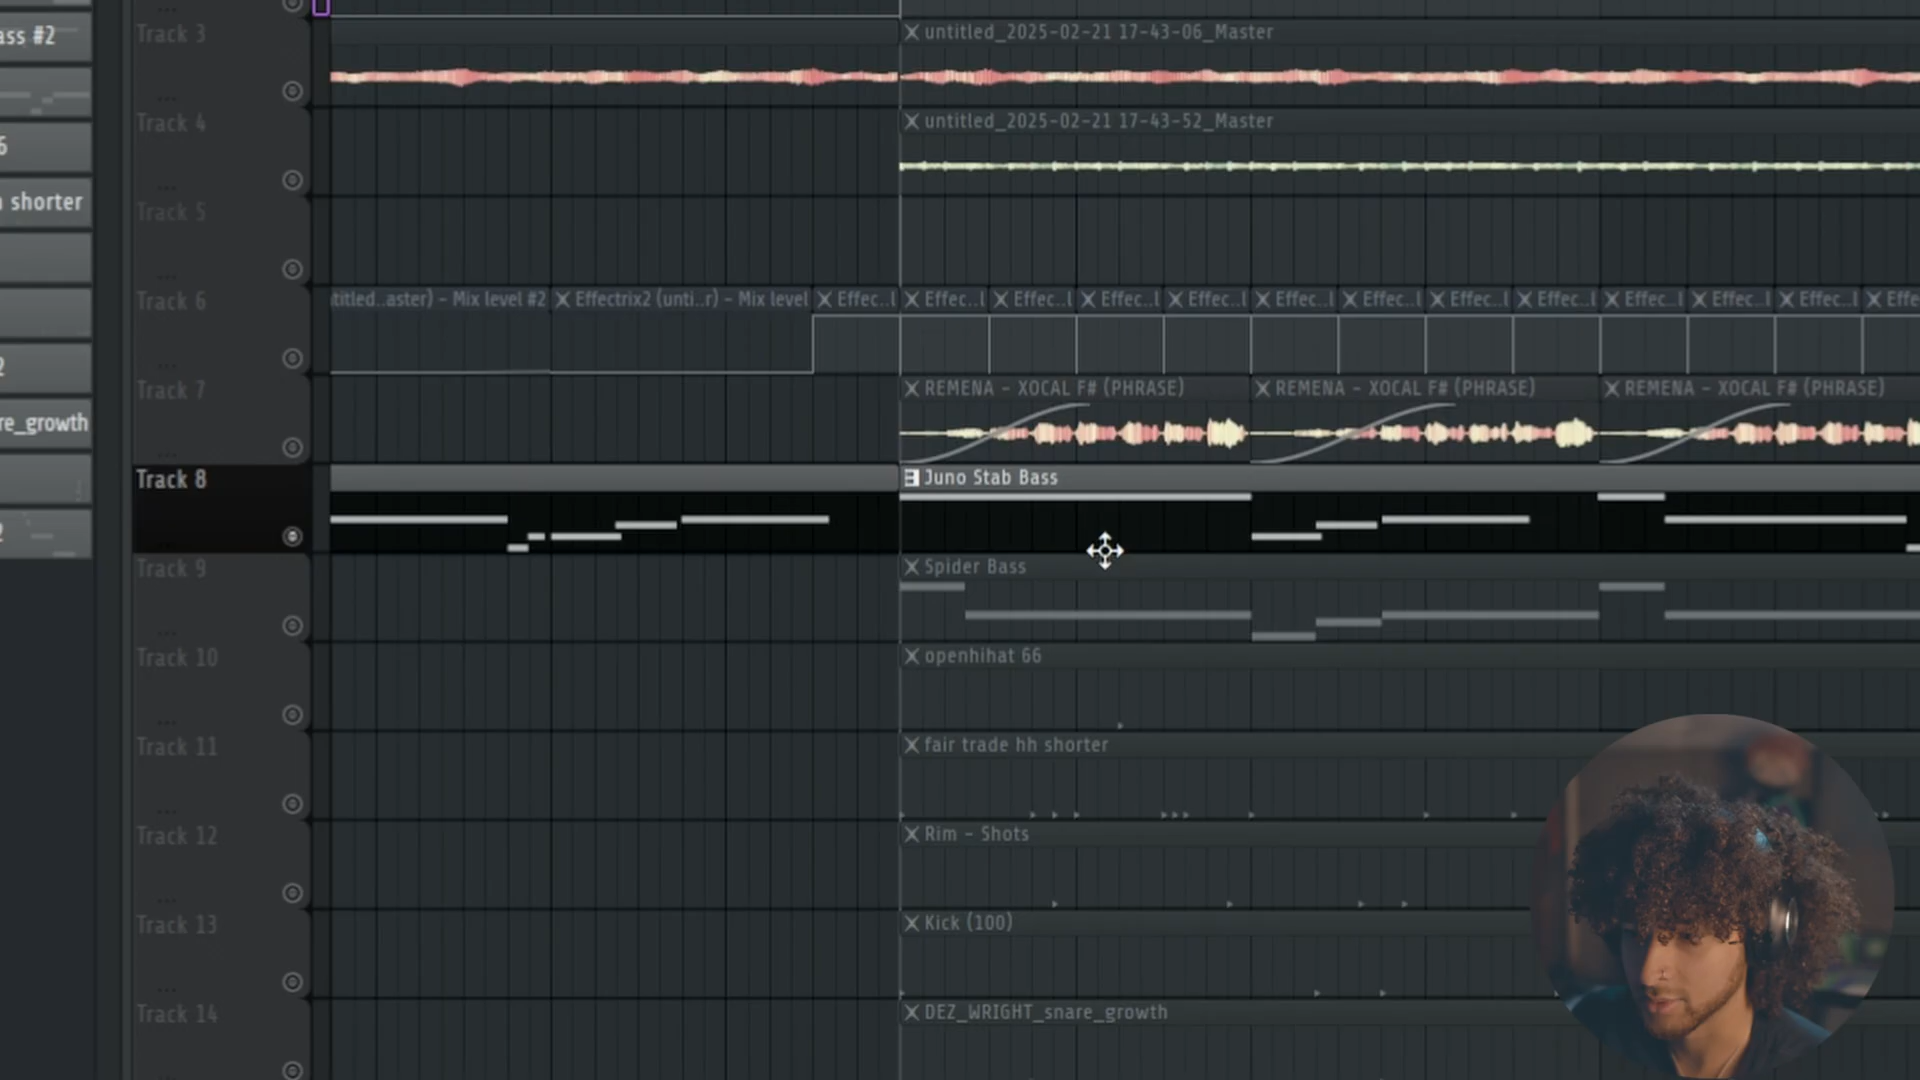 ass #2
6
shorter
2
re_growth
2
Track 3
untitled_2025-02-21 17-43-06_Master
Track 4
untitled_2025-02-21 17-43-52_Master
Track 5
Track 6
titled..aster) - Mix level #2
Effectrix2 (unti..r) - Mix level
Effec..l
Effec..l
Effec..l
Effec..l
Effec..l
Effec..l
Effec..l
Effec..l
Effec..l
Effec..l
Effec..l
Effec..l
Effe
Track 7
REMENA - XOCAL F# (PHRASE)
REMENA - XOCAL F# (PHRASE)
REMENA - XOCAL F# (PHRASE)
Track 8
Juno Stab Bass
Track 9
Spider Bass
Track 10
openhihat 66
Track 11
fair trade hh shorter
Track 12
Rim - Shots
Track 13
Kick (100)
Track 14
DEZ_WRIGHT_snare_growth